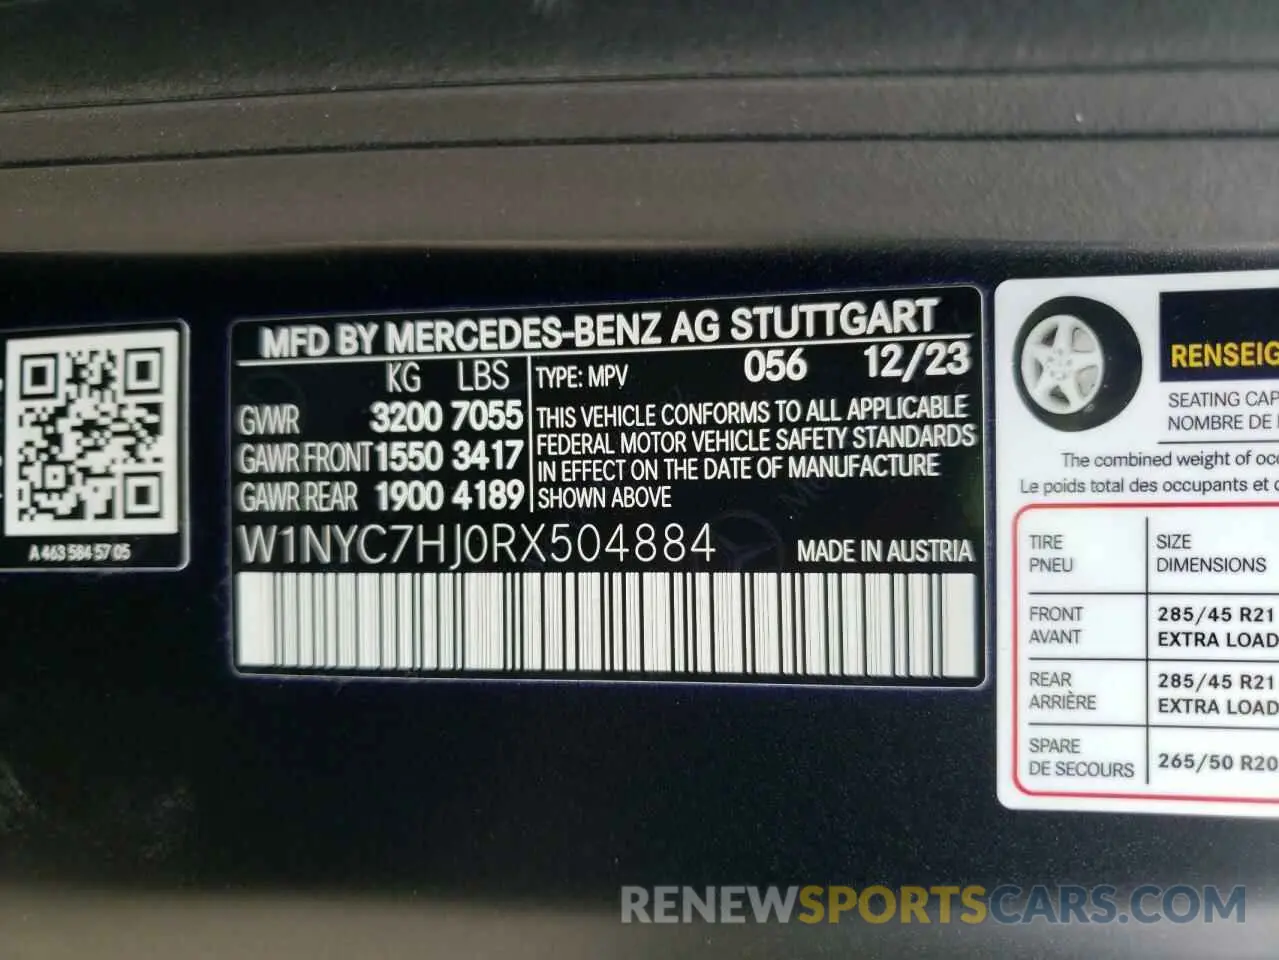 A 463 584 57 05
MFD BY MERCEDES-BENZ AG STUTTGART
KG LBS
GVWR 3200 7055
GAWR FRONT 1550 3417
GAWR REAR 1900 4189
TYPE: MPV 056 12/23
THIS VEHICLE CONFORMS TO ALL APPLICABLE
FEDERAL MOTOR VEHICLE SAFETY STANDARDS
IN EFFECT ON THE DATE OF MANUFACTURE
SHOWN ABOVE
W1NYC7HJ0RX504884
MADE IN AUSTRIA
SEATING
NOMBRE DE
The combined weight of
Le poids total des occupants et
TIRE
PNEU
SIZE
DIMENSIONS
FRONT
AVANT
285/45 R21
EXTRA LOAD
REAR
ARRIÈRE
285/45 R21
EXTRA LOAD
SPARE
DE SECOURS
265/50 R20
RENEWSPORTSCARS.COM